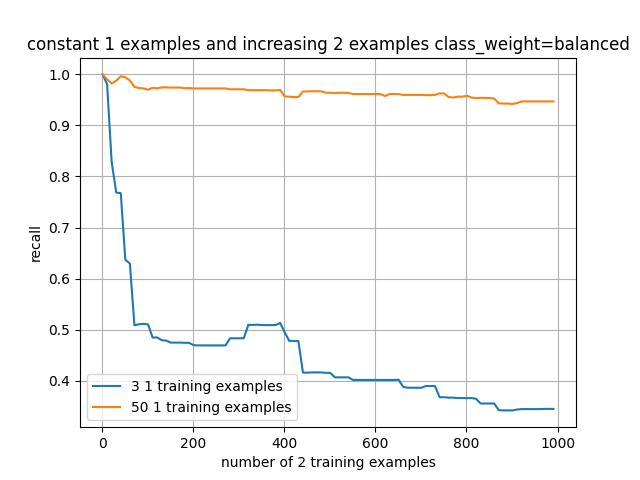 constant 1 examples and increasing 2 examples class_weight=balanced
1.0
0.9
0.8
0.7
0.6
0.5
0.4
recall
3 1 training examples
50 1 training examples
0 200 400 600 800 1000
number of 2 training examples